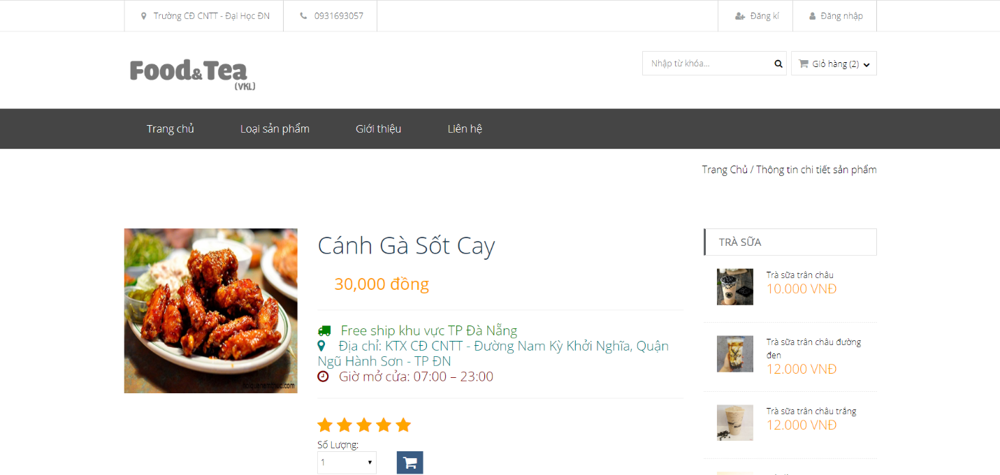 Trường CĐ CNTT - Đại Học ĐN
0931693057
Đăng kí
Đăng nhập
Food&Tea
(VKL)
Nhập từ khóa...
Giỏ hàng (2)
Trang chủ
Loại sản phẩm
Giới thiệu
Liên hệ
Trang Chủ / Thông tin chi tiết sản phẩm
Cánh Gà Sốt Cay
30,000 đồng
Free ship khu vực TP Đà Nẵng
Địa chỉ: KTX CĐ CNTT - Đường Nam Kỳ Khởi Nghĩa, Quận
Ngũ Hành Sơn - TP ĐN
Giờ mở cửa: 07:00 – 23:00
Số Lượng:
1
TRÀ SỮA
Trà sữa trân châu
10.000 VNĐ
Trà sữa trân châu đường
đen
12.000 VNĐ
Trà sữa trân châu trắng
12.000 VNĐ